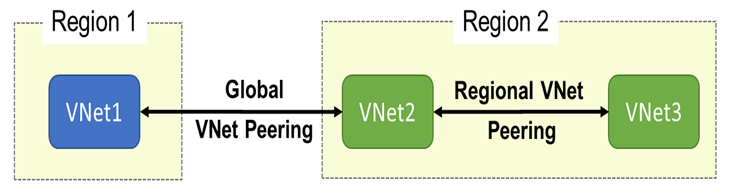 Region 1
Region 2
VNet1
Global
VNet Peering
VNet2
Regional VNet
Peering
VNet3